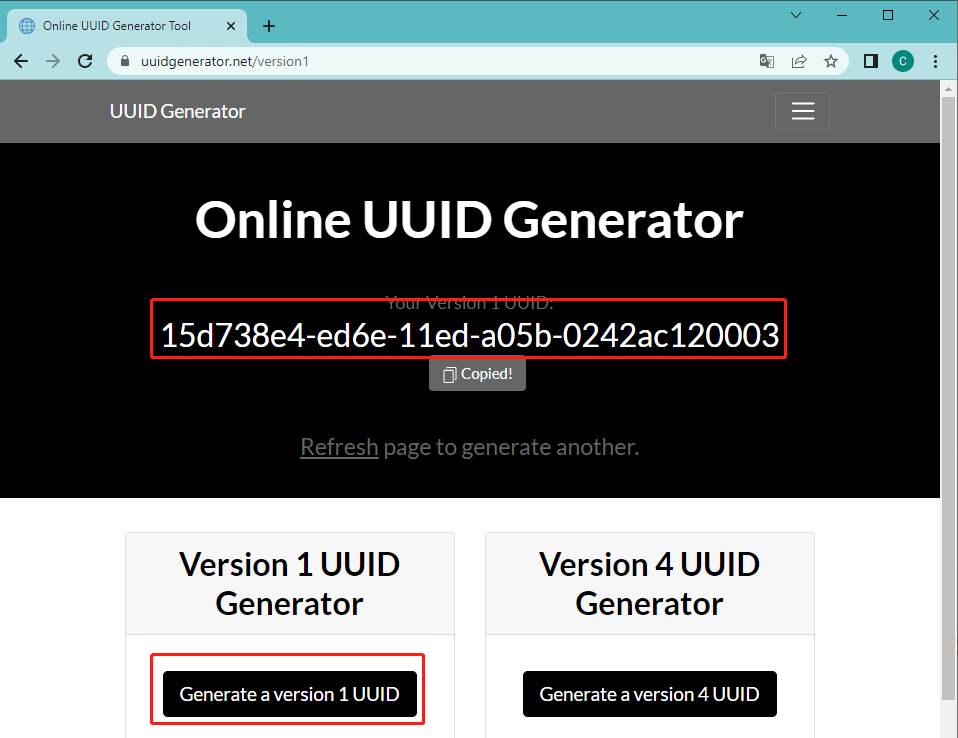 Online UUID Generator Tool
uuidgenerator.net/version1
C
UUID Generator
Online UUID Generator
Your Version 1 UUID:
15d738e4-ed6e-11ed-a05b-0242ac120003
Copied!
Refresh page to generate another.
Version 1 UUID
Generator
Generate a version 1 UUID
Version 4 UUID
Generator
Generate a version 4 UUID